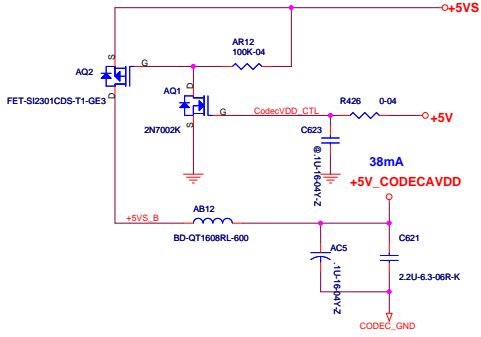 +5VS
AR12
100K-04
S
AQ2
G
D
FET-SI2301CDS-T1-GE3
D
AQ1
G
S
2N7002K
CodecVDD_CTL
R426 0-04
+5V
C623
@.1U-16-04Y-Z
38mA
+5V_CODECAVDD
+5VS_B
AB12
BD-QT1608RL-600
AC5
.1U-16-04Y-Z
C621
2.2U-6.3-06R-K
CODEC_GND